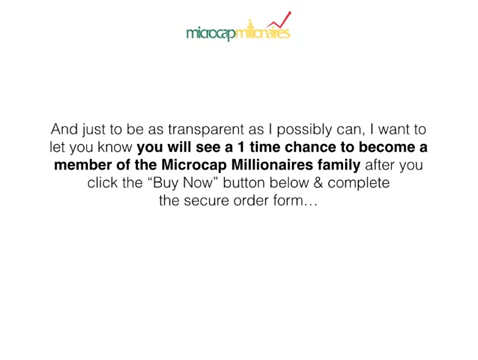 microcapmillionaires
And just to be as transparent as I possibly can, I want to
let you know you will see a 1 time chance to become a
member of the Microcap Millionaires family after you
click the “Buy Now” button below & complete
the secure order form…